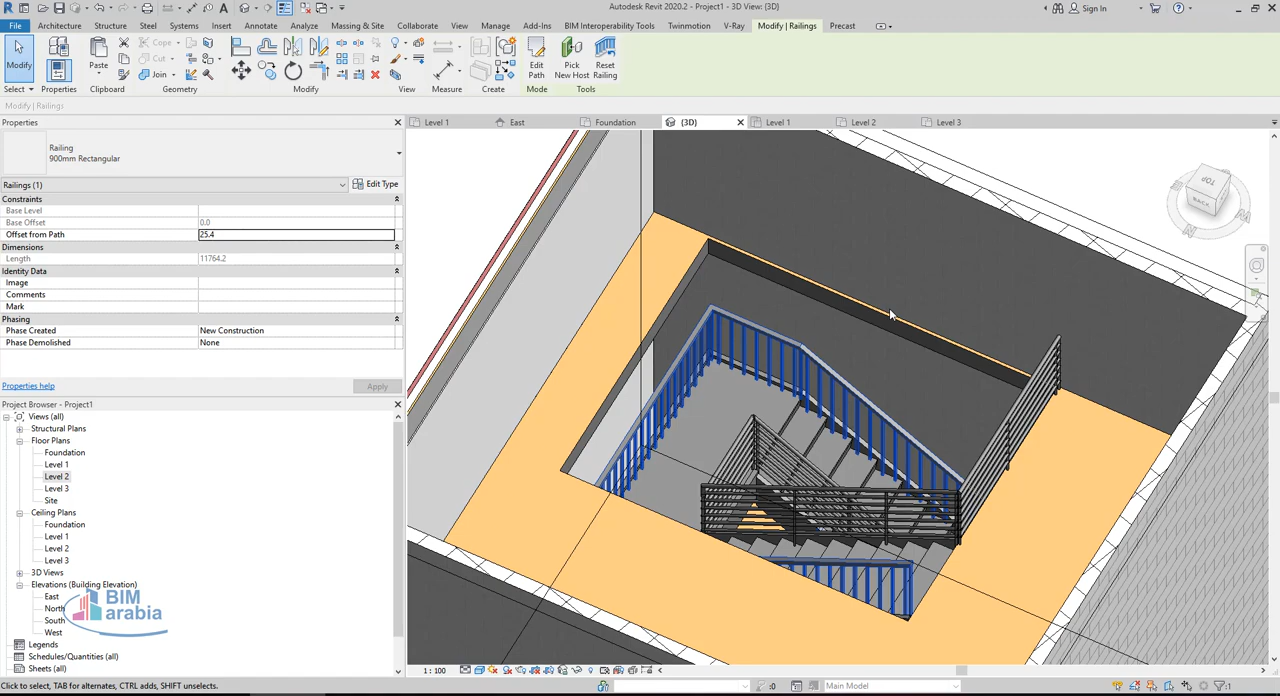 Autodesk Revit 2020.2 - Project1 - 3D View: {3D}
Sign In
File Architecture Structure Steel Systems Insert Annotate Analyze Massing & Site Collaborate View Manage Add-Ins BIM Interoperability Tools Twinmotion V-Ray Modify | Railings Precast
Modify
Select
Properties
Paste
Clipboard
Cope
Cut
Join
Geometry
Modify
View
Measure
Create
Edit
Path
Mode
Pick
New Host
Reset
Railing
Tools
Modify | Railings
Properties
Level 1 East Foundation {3D} Level 1 Level 2 Level 3
Railing
900mm Rectangular
Railings (1) Edit Type
Constraints
Base Level
Base Offset 0.0
Offset from Path 25.4
Dimensions
Length 11764.2
Identity Data
Image
Comments
Mark
Phasing
Phase Created New Construction
Phase Demolished None
Properties help Apply
Project Browser - Project1
Views (all)
Structural Plans
Floor Plans
Foundation
Level 1
Level 2
Level 3
Site
Ceiling Plans
Foundation
Level 1
Level 2
Level 3
3D Views
Elevations (Building Elevation)
East
North
South
West
Legends
Schedules/Quantities (all)
Sheets (all)
BIM
arabia
TOP
BACK
1 : 100
Click to select, TAB for alternates, CTRL adds, SHIFT unselects.
:0
Main Model
:1